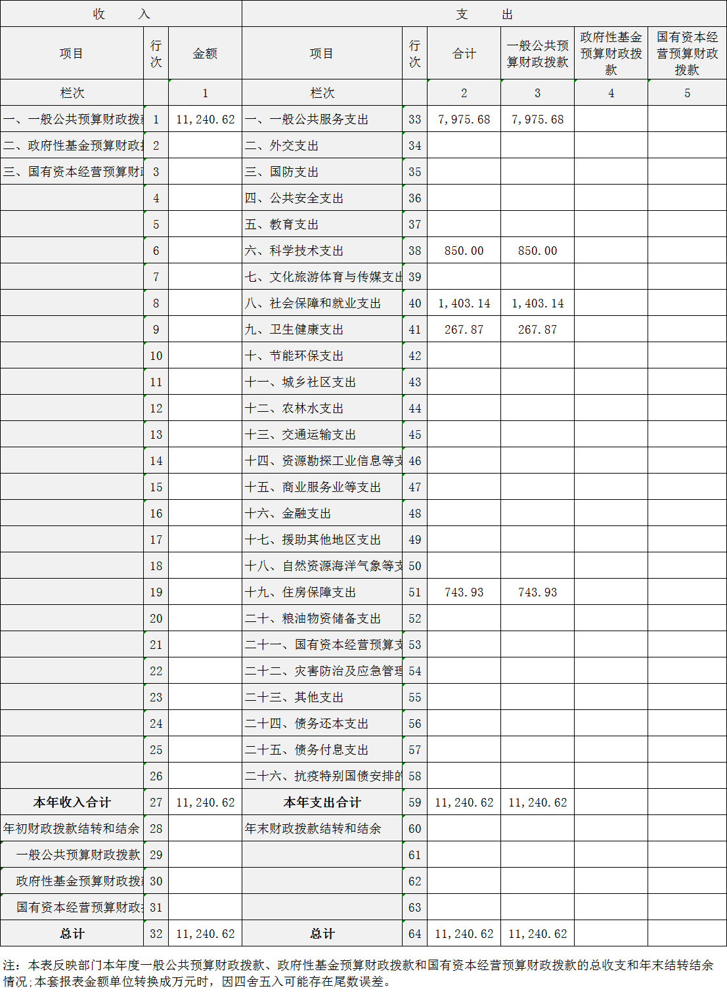 收 入 支 出
项目 行次 金额 项目 行次 合计 一般公共预算财政拨款 政府性基金预算财政拨款 国有资本经营预算财政拨款
栏次 1 栏次 2 3 4 5
一、一般公共预算财政拨 1 11,240.62 一、一般公共服务支出 33 7,975.68 7,975.68
二、政府性基金预算财政 2 二、外交支出 34
三、国有资本经营预算财 3 三、国防支出 35
4 四、公共安全支出 36
5 五、教育支出 37
6 六、科学技术支出 38 850.00 850.00
7 七、文化旅游体育与传媒支出 39
8 八、社会保障和就业支出 40 1,403.14 1,403.14
9 九、卫生健康支出 41 267.87 267.87
10 十、节能环保支出 42
11 十一、城乡社区支出 43
12 十二、农林水支出 44
13 十三、交通运输支出 45
14 十四、资源勘探工业信息等支 46
15 十五、商业服务业等支出 47
16 十六、金融支出 48
17 十七、援助其他地区支出 49
18 十八、自然资源海洋气象等支 50
19 十九、住房保障支出 51 743.93 743.93
20 二十、粮油物资储备支出 52
21 二十一、国有资本经营预算支 53
22 二十二、灾害防治及应急管理 54
23 二十三、其他支出 55
24 二十四、债务还本支出 56
25 二十五、债务付息支出 57
26 二十六、抗疫特别国债安排的 58
本年收入合计 27 11,240.62 本年支出合计 59 11,240.62 11,240.62
年初财政拨款结转和结余 28 年末财政拨款结转和结余 60
一般公共预算财政拨款 29 61
政府性基金预算财政拨 30 62
国有资本经营预算财政 31 63
总计 32 11,240.62 总计 64 11,240.62 11,240.62
注：本表反映部门本年度一般公共预算财政拨款、政府性基金预算财政拨款和国有资本经营预算财政拨款的总收支和年末结转结余
情况;本套报表金额单位转换成万元时，因四舍五入可能存在尾数误差。